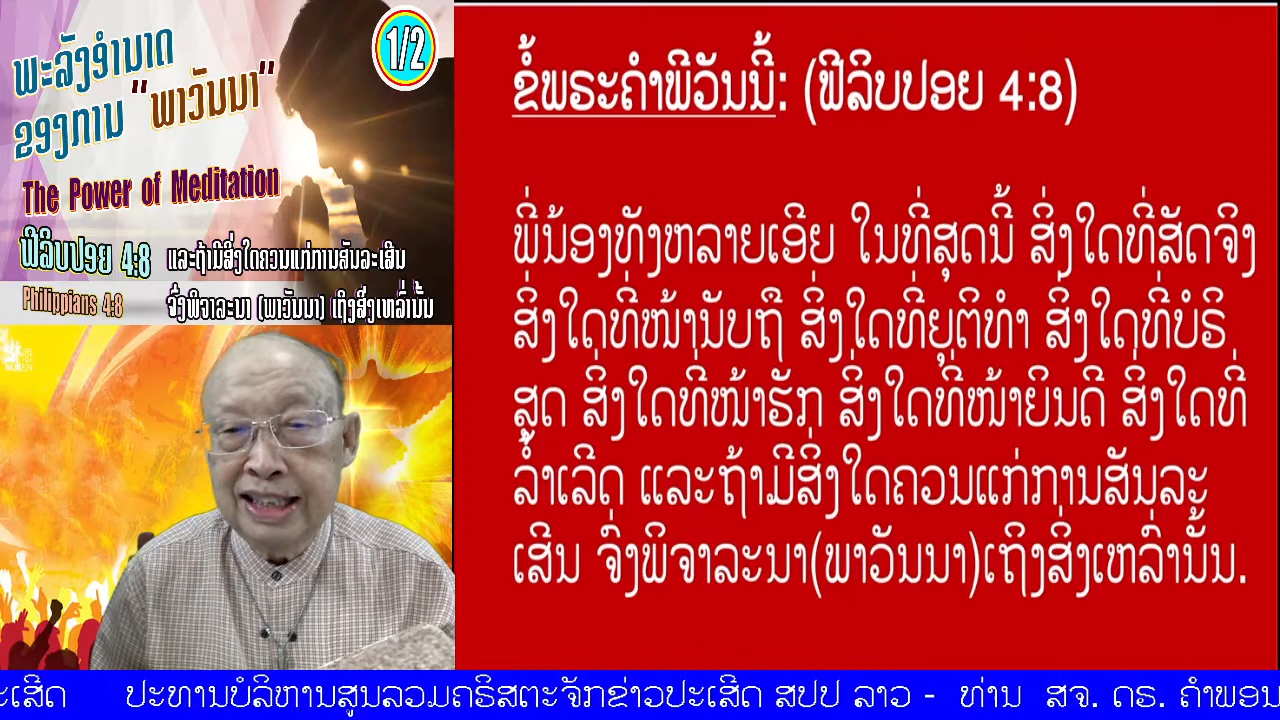 ພະລັງອຳນາດ
ຂອງການ "ພາວັນນາ"
1/2
The Power of Meditation
ຟີລິບປອຍ 4:8
Philippians 4:8
ແລະຖ້າມີສິ່ງໃດຄວນແກ່ການສັນລະເສີນ
ຈົ່ງພິຈາລະນາ (ພາວັນນາ) ເຖິງສິ່ງເຫລົ່ານັ້ນ
ຂໍ້ພຣະຄຳພີວັນນີ້: (ຟີລິບປອຍ 4:8)
ພີ່ນ້ອງທັງຫລາຍເອີຍ ໃນທີ່ສຸດນີ້ ສິ່ງໃດທີ່ສັດຈິງ
ສິ່ງໃດທີ່ໜ້ານັບຖື ສິ່ງໃດທີ່ຍຸຕິທຳ ສິ່ງໃດທີ່ບໍຣິ
ສຸດ ສິ່ງໃດທີ່ໜ້າຮັກ ສິ່ງໃດທີ່ໜ້າຍິນດີ ສິ່ງໃດທີ່
ລ້ຳເລີດ ແລະຖ້າມີສິ່ງໃດຄວນແກ່ການສັນລະ
ເສີນ ຈົ່ງພິຈາລະນາ(ພາວັນນາ)ເຖິງສິ່ງເຫລົ່ານັ້ນ.
ະເສີດ ປະທານບໍລິຫານສູນລວມຄຣິສຕະຈັກຂ່າວປະເສີດ ສປປ ລາວ - ທ່ານ ສຈ. ດຣ. ຄຳພອນ